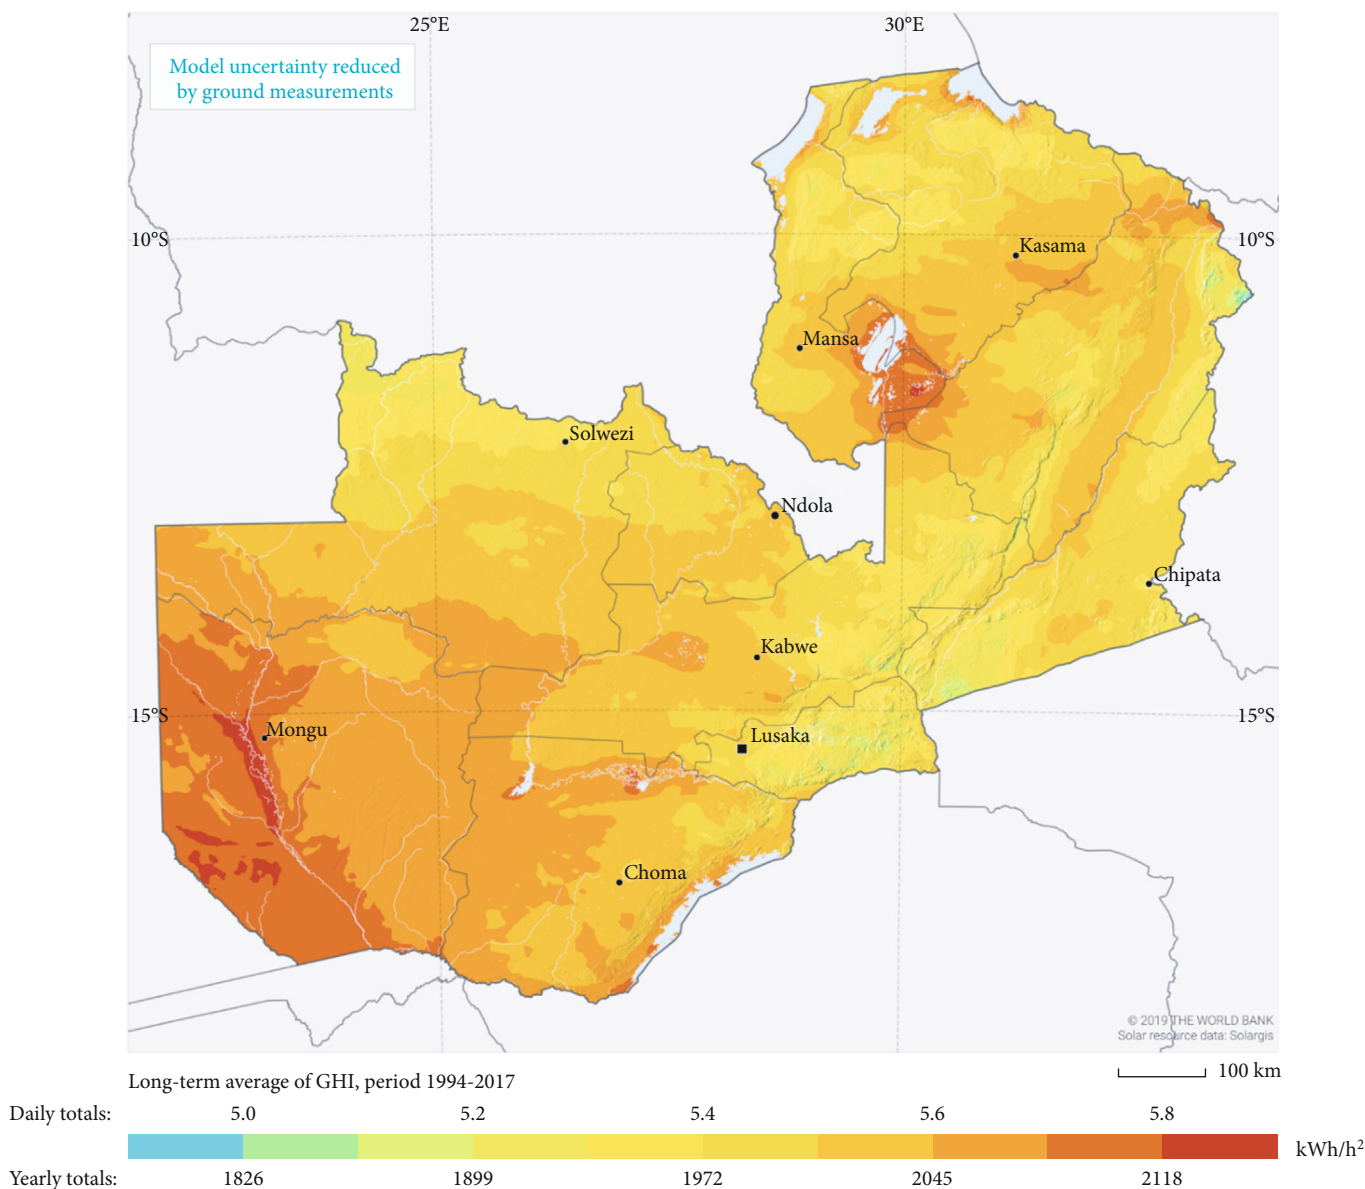 25°E
30°E
Model uncertainty reduced
by ground measurements
10°S
10°S
Kasama
Mansa
Solwezi
Ndola
Chipata
Kabwe
15°S
15°S
Mongu
Lusaka
Choma
© 2019 THE WORLD BANK
Solar resource data: Solargis
Long-term average of GHI, period 1994-2017
100 km
Daily totals: 5.0 5.2 5.4 5.6 5.8
kWh/h²
Yearly totals: 1826 1899 1972 2045 2118